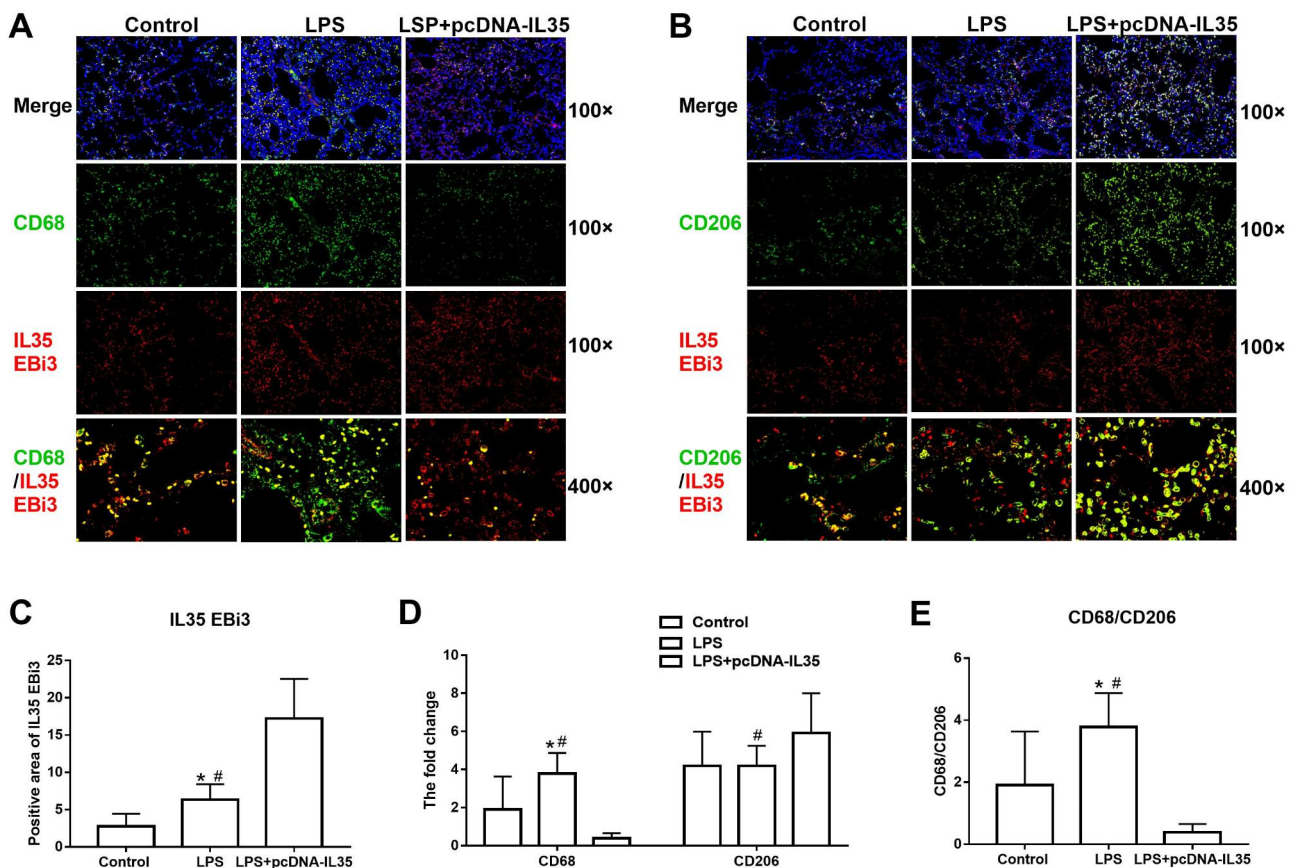 A
Control
LPS
LSP+pcDNA-IL35
Merge
100×
CD68
100×
IL35
EBi3
100×
CD68
/IL35
EBi3
400×
B
Control
LPS
LPS+pcDNA-IL35
Merge
100×
CD206
100×
IL35
EBi3
100×
CD206
/IL35
EBi3
400×
C
IL35 EBi3
Positive area of IL35 EBi3
25
20
15
10
5
0
* #
Control LPS LPS+pcDNA-IL35
D
Control
LPS
LPS+pcDNA-IL35
The fold change
10
8
6
4
2
0
*#
#
CD68 CD206
E
CD68/CD206
CD68/CD206
6
4
2
0
* #
Control LPS LPS+pcDNA-IL35